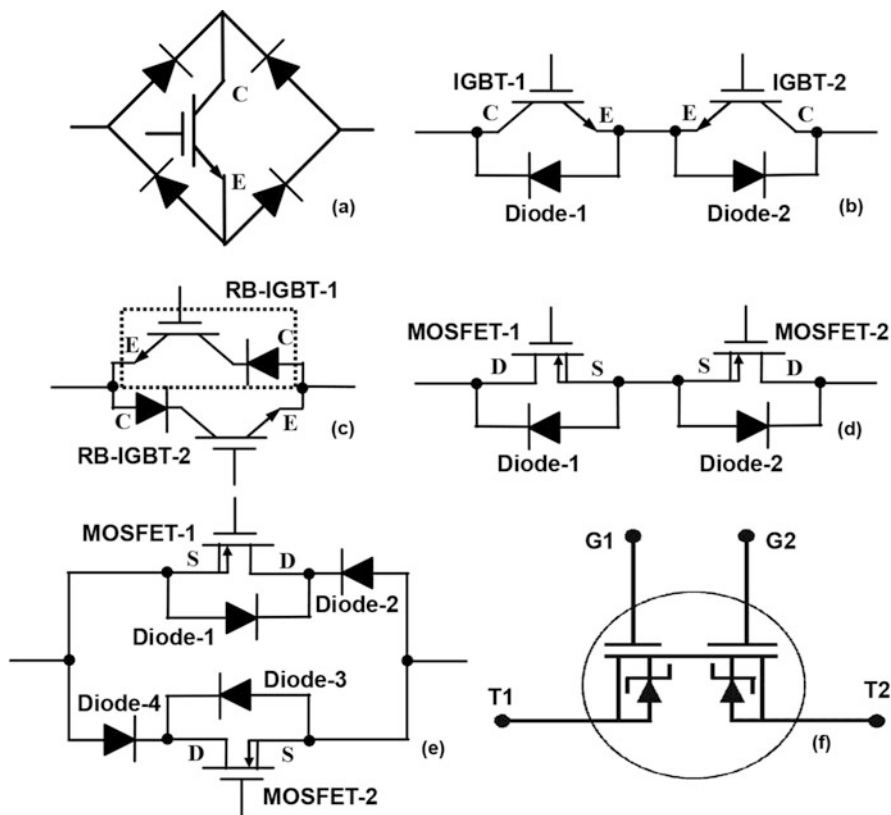 C
E
(a)
IGBT-1
IGBT-2
C
E
E
C
Diode-1
Diode-2
(b)
RB-IGBT-1
E
C
C
E
(c)
RB-IGBT-2
MOSFET-1
MOSFET-2
D
S
S
D
Diode-1
Diode-2
(d)
MOSFET-1
S
D
Diode-1
Diode-2
Diode-3
Diode-4
D
S
(e)
MOSFET-2
G1
G2
T1
T2
(f)